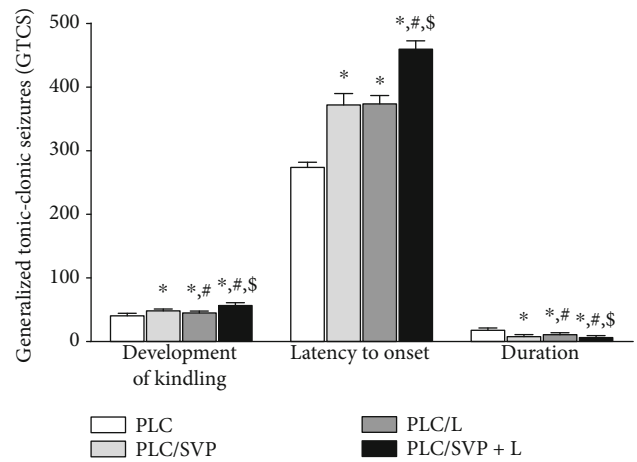 Generalized tonic-clonic seizures (GTCS)
500
400
300
200
100
0
*
*,#
*,#,$
*
*
*,#,$
*
*,#
*,#,$
Development
of kindling
Latency to onset
Duration
PLC
PLC/SVP
PLC/L
PLC/SVP + L